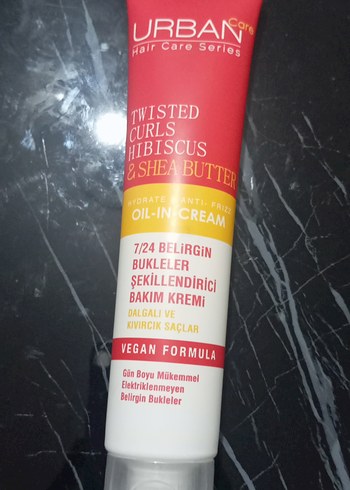 URBAN Care
Hair Care Series
TWISTED
CURLS
HIBISCUS
& SHEA BUTTER
HYDRATE & ANTI-FRIZZ
OIL-IN-CREAM
7/24 BELİRGİN
BUKLELER
ŞEKİLLENDİRİCİ
BAKIM KREMİ
DALGALI VE
KIVIRCIK SAÇLAR
VEGAN FORMULA
Gün Boyu Mükemmel
Elektriklenmeyen
Belirgin Bukleler